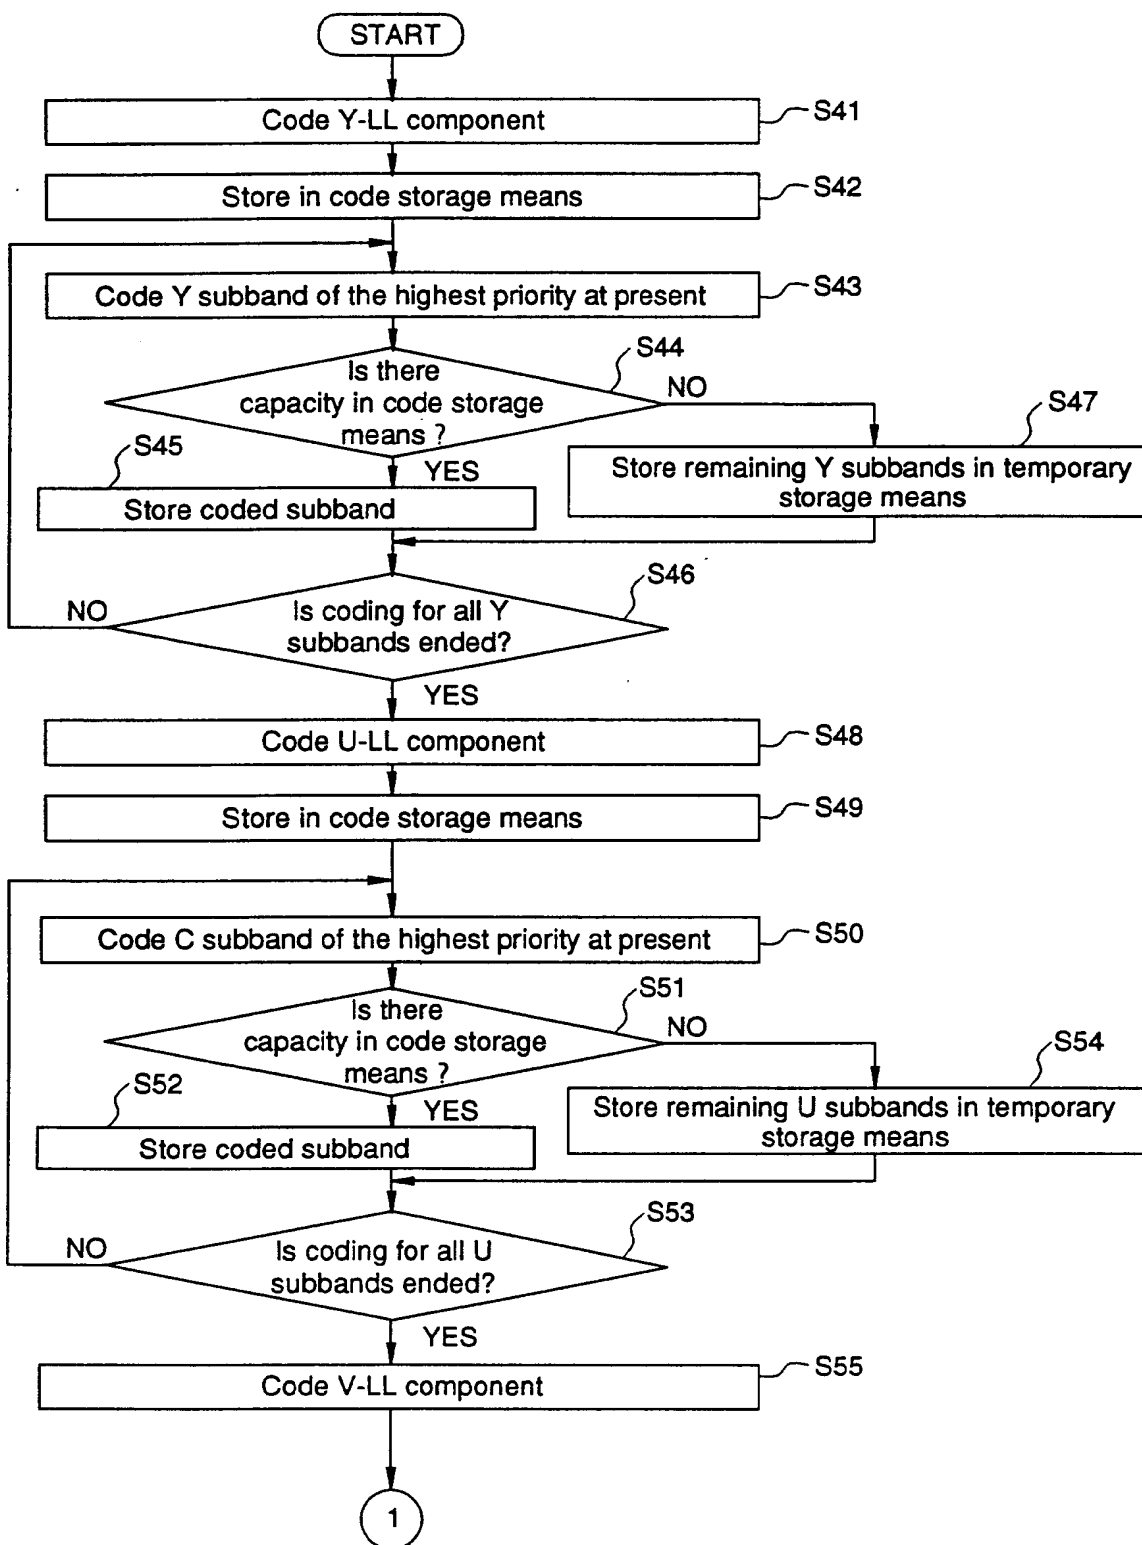 START
Code Y-LL component
S41
Store in code storage means
S42
Code Y subband of the highest priority at present
S43
S44
Is there
capacity in code storage
means ?
NO
S47
S45
YES
Store remaining Y subbands in temporary
storage means
Store coded subband
S46
NO
Is coding for all Y
subbands ended?
YES
Code U-LL component
S48
Store in code storage means
S49
Code C subband of the highest priority at present
S50
S51
Is there
capacity in code storage
means ?
NO
S54
S52
YES
Store remaining U subbands in temporary
storage means
Store coded subband
S53
NO
Is coding for all U
subbands ended?
YES
Code V-LL component
S55
1